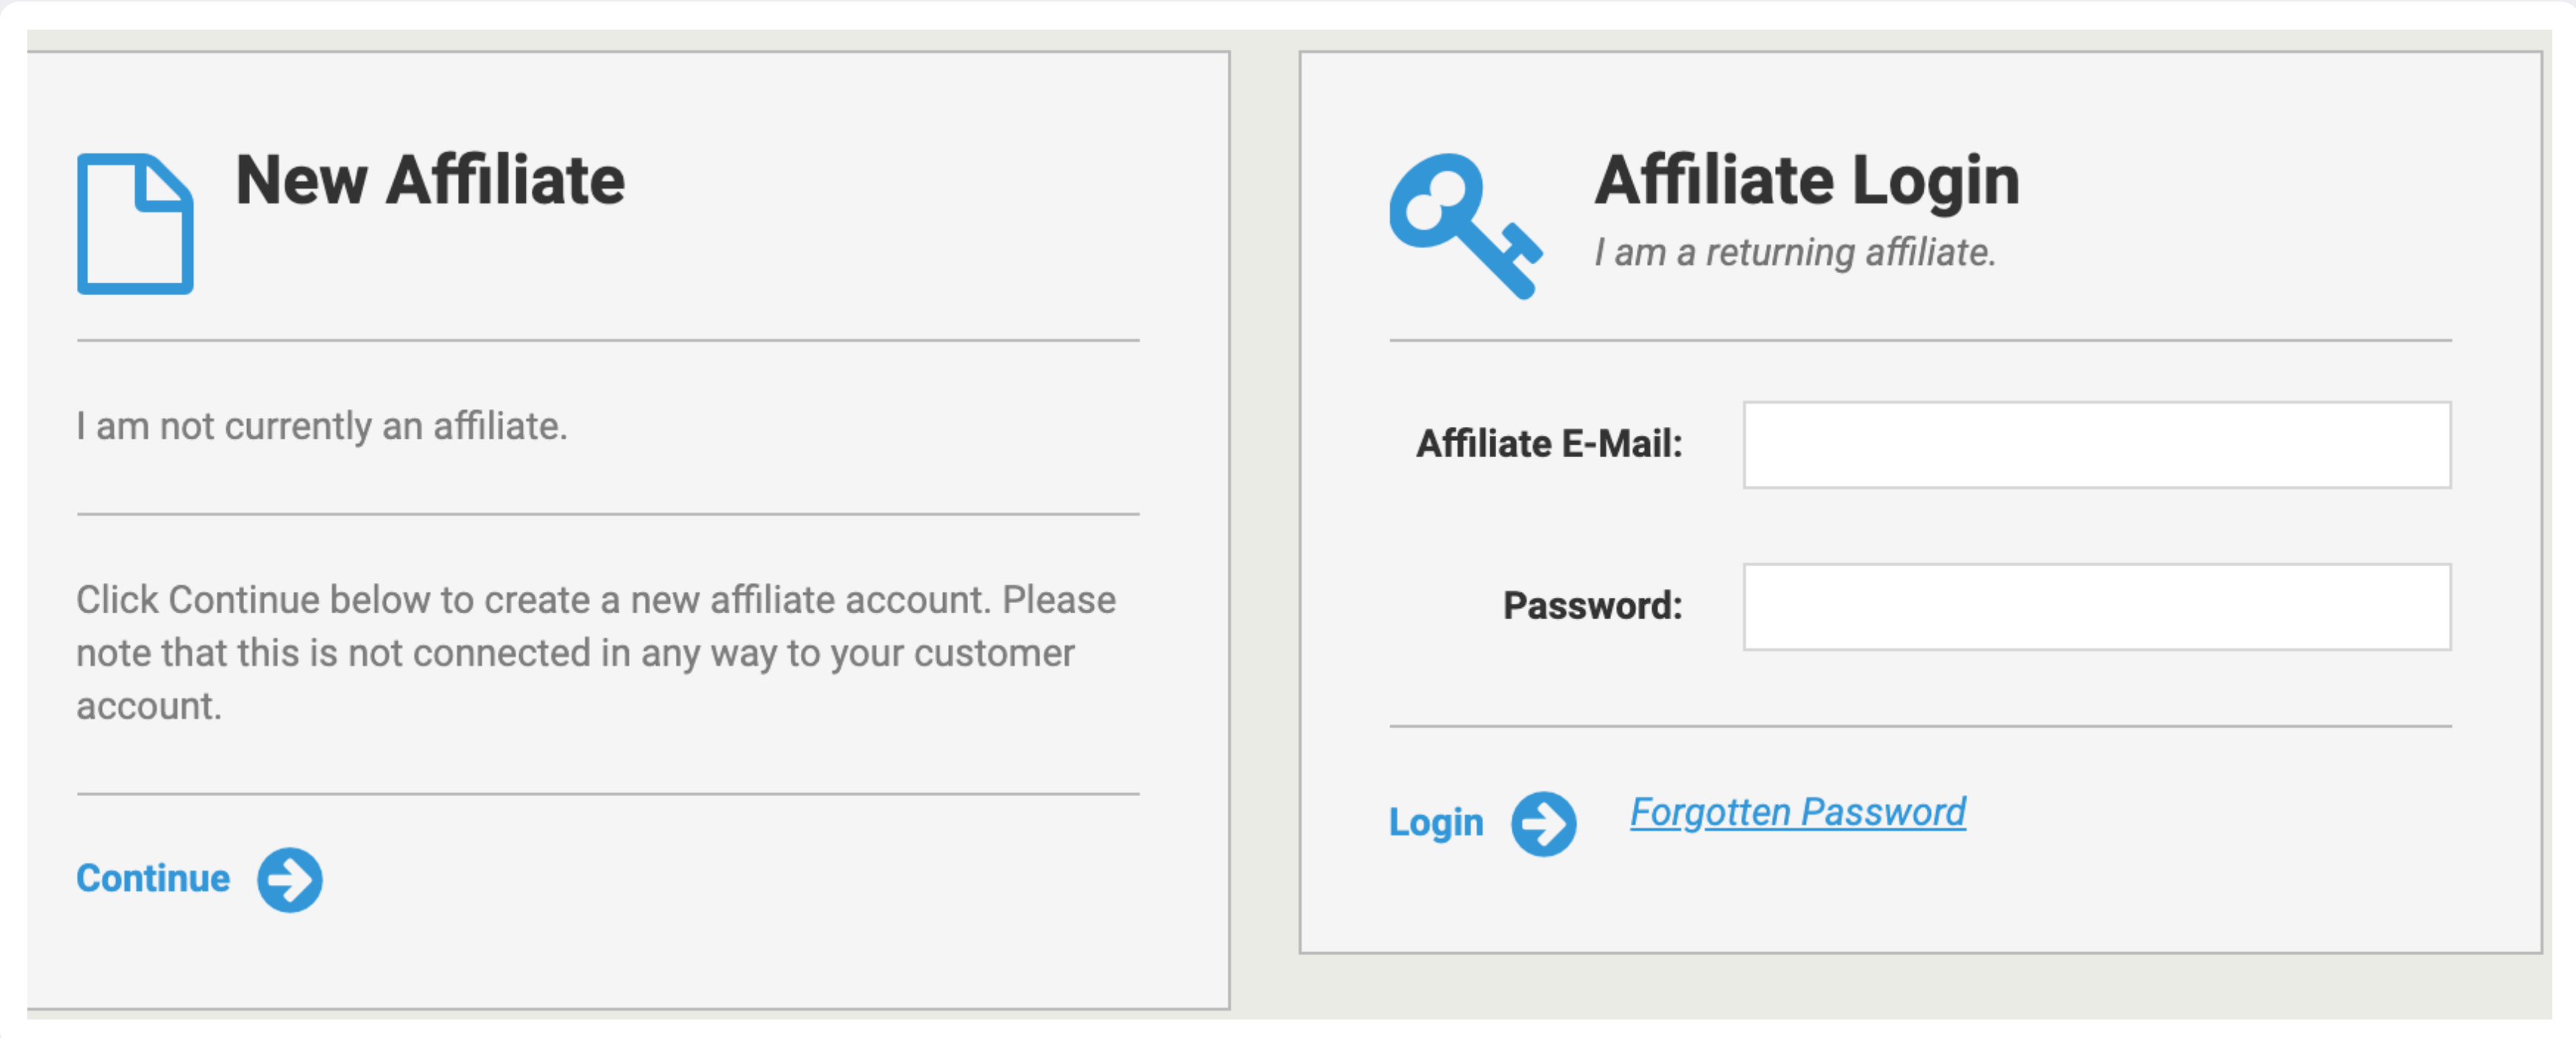 New Affiliate
I am not currently an affiliate.
Click Continue below to create a new affiliate account. Please
note that this is not connected in any way to your customer
account.
Continue
Affiliate Login
I am a returning affiliate.
Affiliate E-Mail:
Password:
Login
Forgotten Password